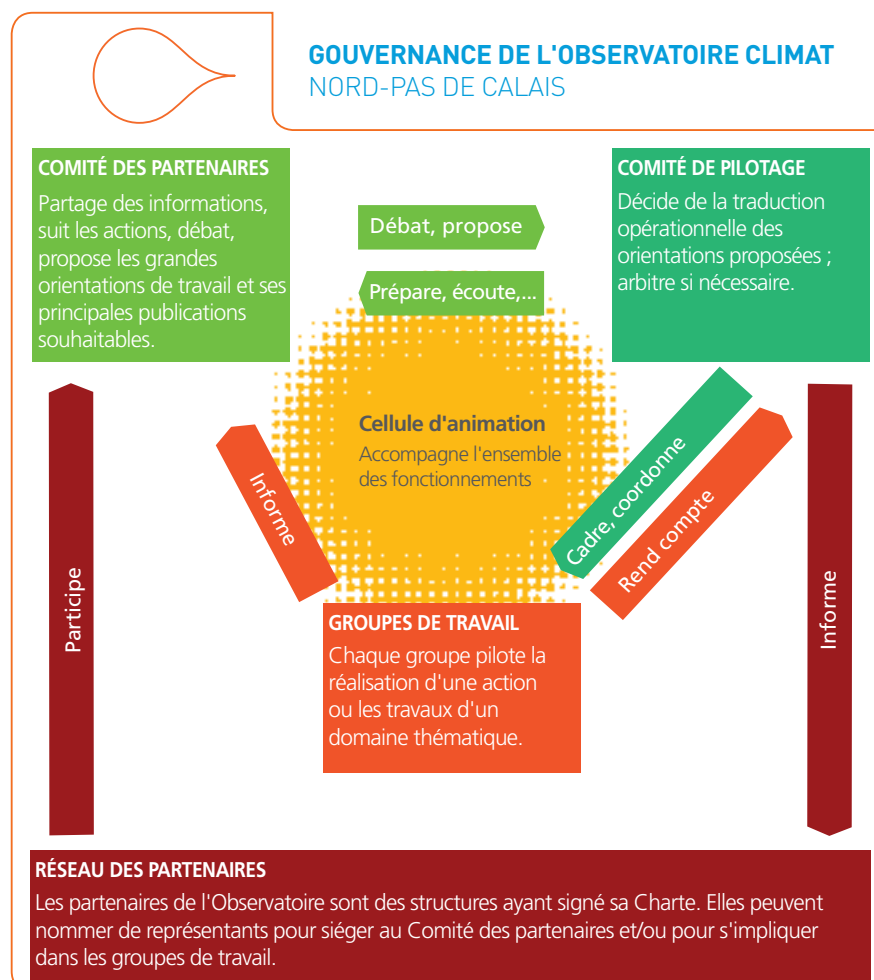 GOUVERNANCE DE L'OBSERVATOIRE CLIMAT
NORD-PAS DE CALAIS
COMITÉ DES PARTENAIRES
Partage des informations,
suit les actions, débat,
propose les grandes
orientations de travail et ses
principales publications
souhaitables.
Débat, propose
Prépare, écoute,...
COMITÉ DE PILOTAGE
Décide de la traduction
opérationnelle des
orientations proposées ;
arbitre si nécessaire.
Cellule d'animation
Accompagne l'ensemble
des fonctionnements
Participe
Informe
Cadre, coordonne
Rend compte
Informe
GROUPES DE TRAVAIL
Chaque groupe pilote la
réalisation d'une action
ou les travaux d'un
domaine thématique.
RÉSEAU DES PARTENAIRES
Les partenaires de l'Observatoire sont des structures ayant signé sa Charte. Elles peuvent
nommer de représentants pour siéger au Comité des partenaires et/ou pour s'impliquer
dans les groupes de travail.